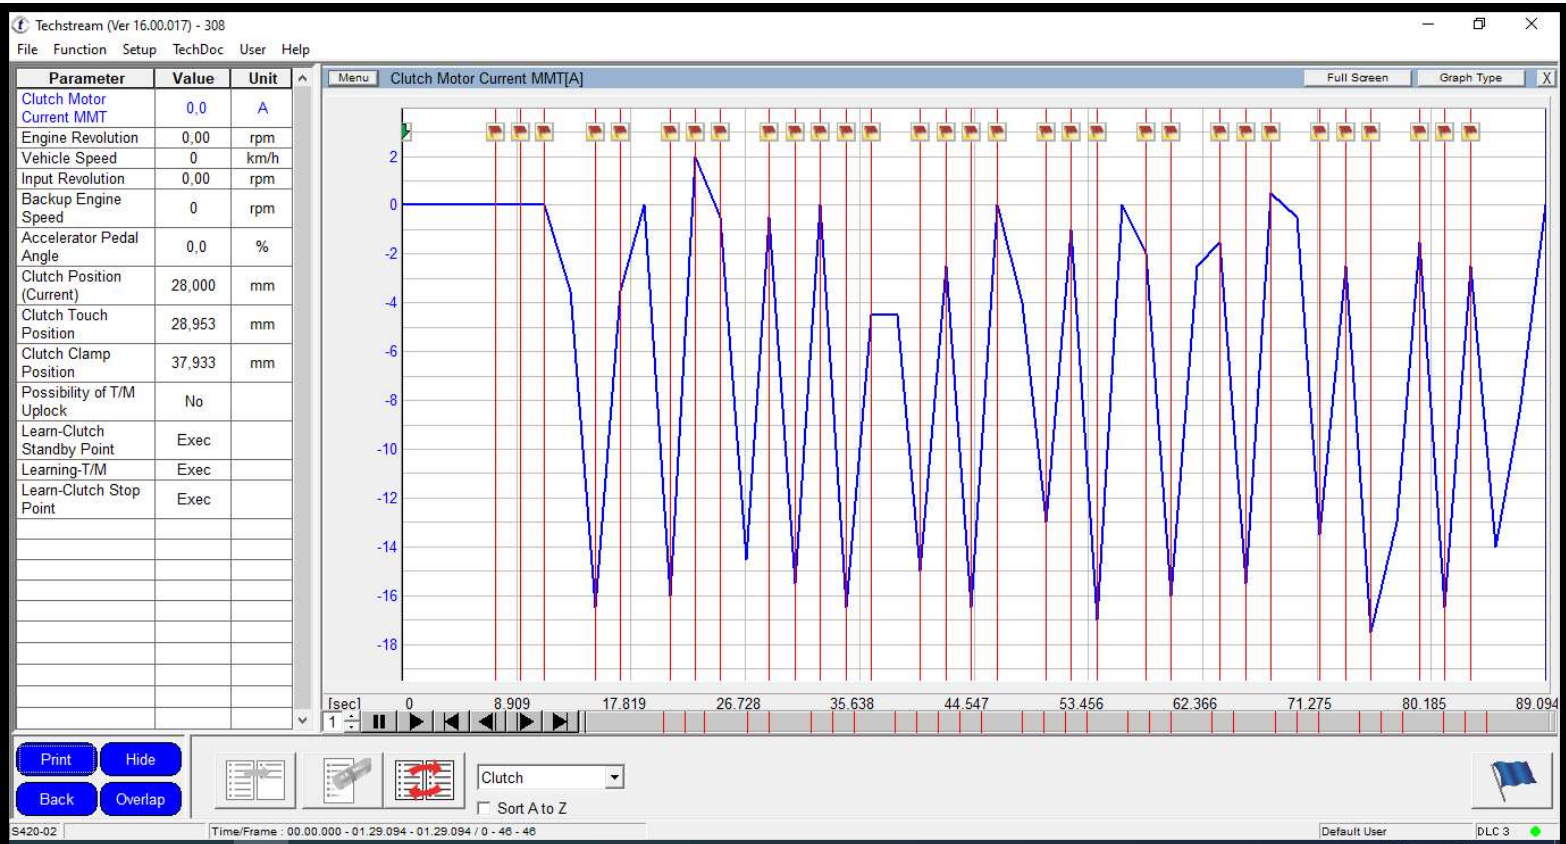 Techstream (Ver 16.00.017) - 308
File Function Setup TechDoc User Help
Parameter Value Unit
Clutch Motor
Current MMT 0,0 A
Engine Revolution 0,00 rpm
Vehicle Speed 0 km/h
Input Revolution 0,00 rpm
Backup Engine
Speed 0 rpm
Accelerator Pedal
Angle 0,0 %
Clutch Position
(Current) 28,000 mm
Clutch Touch
Position 28,953 mm
Clutch Clamp
Position 37,933 mm
Possibility of T/M
Uplock No
Learn-Clutch
Standby Point Exec
Learning-T/M Exec
Learn-Clutch Stop
Point Exec
Menu Clutch Motor Current MMT[A] Full Screen Graph Type X
2
0
-2
-4
-6
-8
-10
-12
-14
-16
-18
[sec] 0 8.909 17.819 26.728 35.638 44.547 53.456 62.366 71.275 80.185 89.094
1
Print Hide
Back Overlap
Clutch
Sort A to Z
S420-02 Time/Frame : 00.00.000 - 01.29.094 - 01.29.094 / 0 - 46 - 46 Default User DLC 3